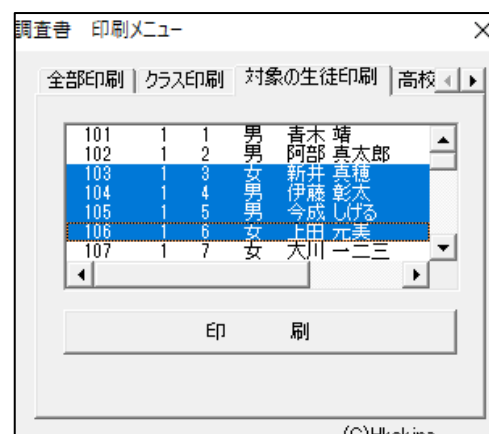 調査書 印刷メニュー
全部印刷 クラス印刷 対象の生徒印刷 高校
101 1 1 男 青木 靖
102 1 2 男 阿部 真太郎
103 1 3 女 新井 真穂
104 1 4 男 伊藤 彰太
105 1 5 男 今成 しげる
106 1 6 女 上田 元美
107 1 7 女 大川 一二三
印 刷